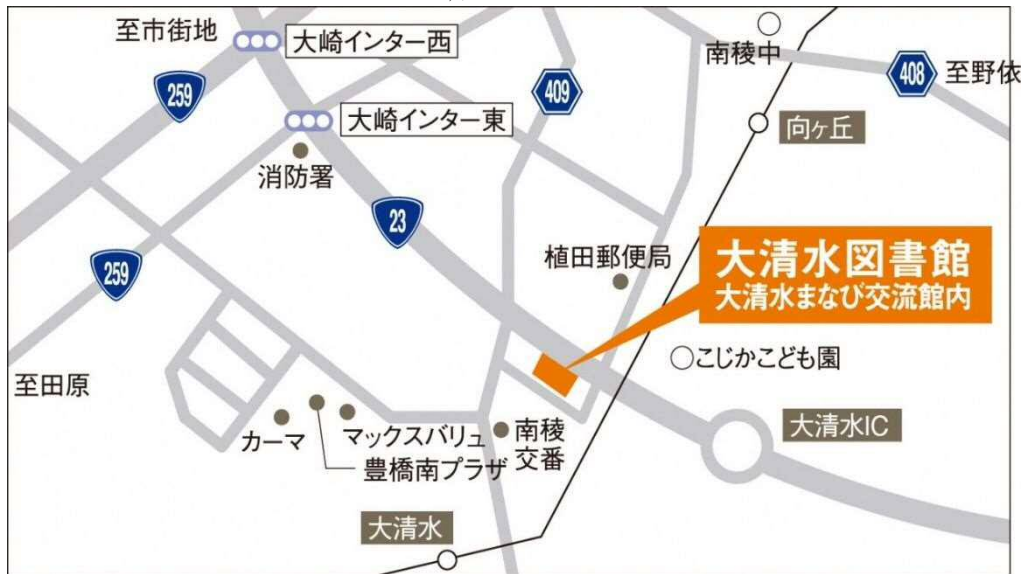 至市街地
大崎インター西
南稜中
259
409
408
至野依
大崎インター東
向ヶ丘
消防署
23
植田郵便局
大清水図書館
大清水まなび交流館内
259
こじかこども園
至田原
カーマ
マックスバリュ
豊橋南プラザ
南稜
交番
大清水IC
大清水